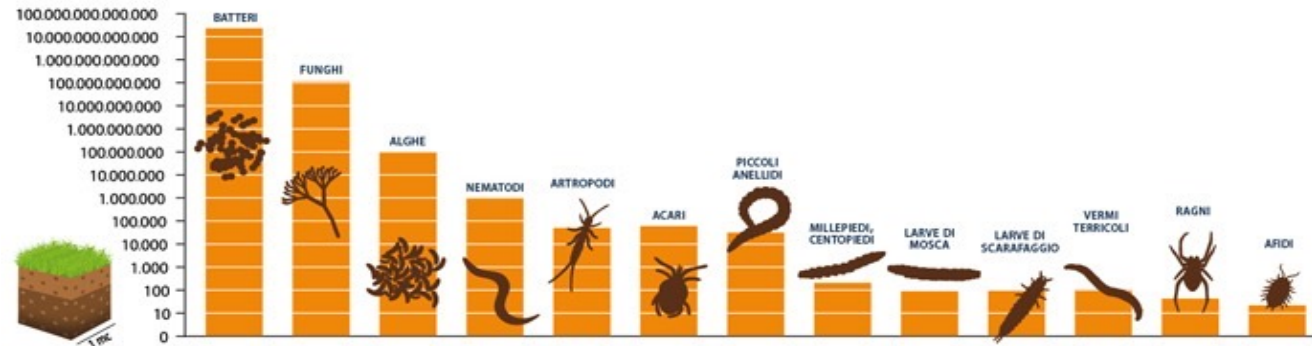 100.000.000.000.000
10.000.000.000.000
1.000.000.000.000
100.000.000.000
10.000.000.000
1.000.000.000
100.000.000
10.000.000
1.000.000
100.000
10.000
1.000
100
10
0
1 mc
BATTERI
FUNGHI
ALGHE
NEMATODI
ARTROPODI
ACARI
PICCOLI
ANELLIDI
MILLEPIEDI,
CENTOPIEDI
LARVE DI
MOSCA
LARVE DI
SCARAFAGGIO
VERMI
TERRICOLI
RAGNI
AFIDI